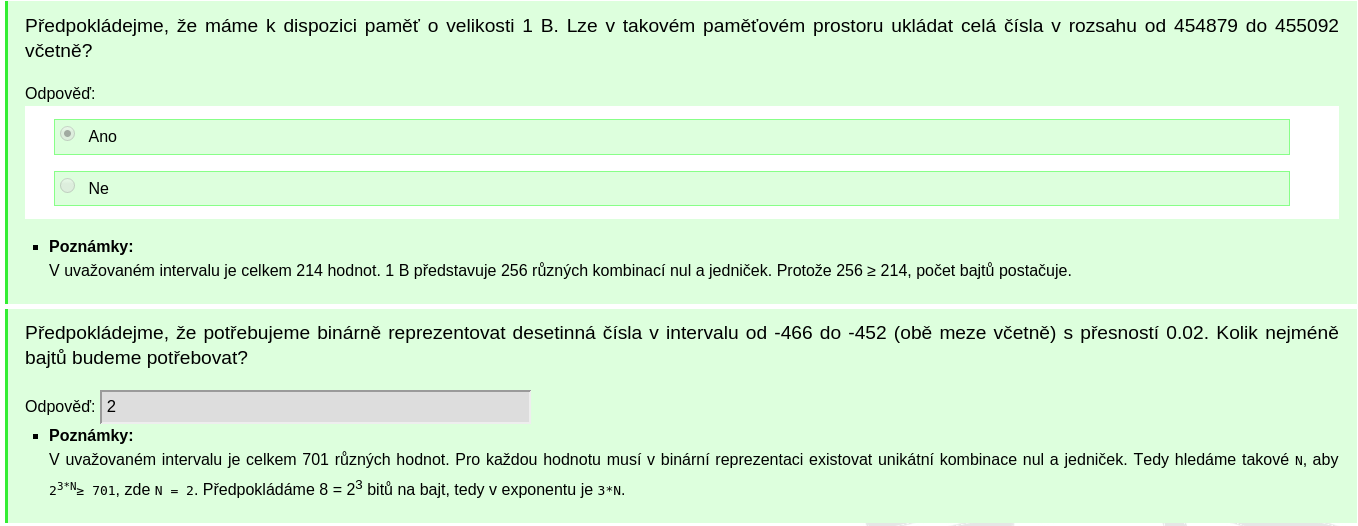 Předpokládejme, že máme k dispozici paměť o velikosti 1 B. Lze v takovém paměťovém prostoru ukládat celá čísla v rozsahu od 454879 do 455092
včetně?
Odpověď:
Ano
Ne
▪ Poznámky:
V uvažovaném intervalu je celkem 214 hodnot. 1 B představuje 256 různých kombinací nul a jedniček. Protože 256 ≥ 214, počet bajtů postačuje.
Předpokládejme, že potřebujeme binárně reprezentovat desetinná čísla v intervalu od -466 do -452 (obě meze včetně) s přesností 0.02. Kolik nejméně
bajtů budeme potřebovat?
Odpověď: 2
▪ Poznámky:
V uvažovaném intervalu je celkem 701 různých hodnot. Pro každou hodnotu musí v binární reprezentaci existovat unikátní kombinace nul a jedniček. Tedy hledáme takové N, aby
2^3*N≥ 701, zde N = 2. Předpokládáme 8 = 2^3 bitů na bajt, tedy v exponentu je 3*N.